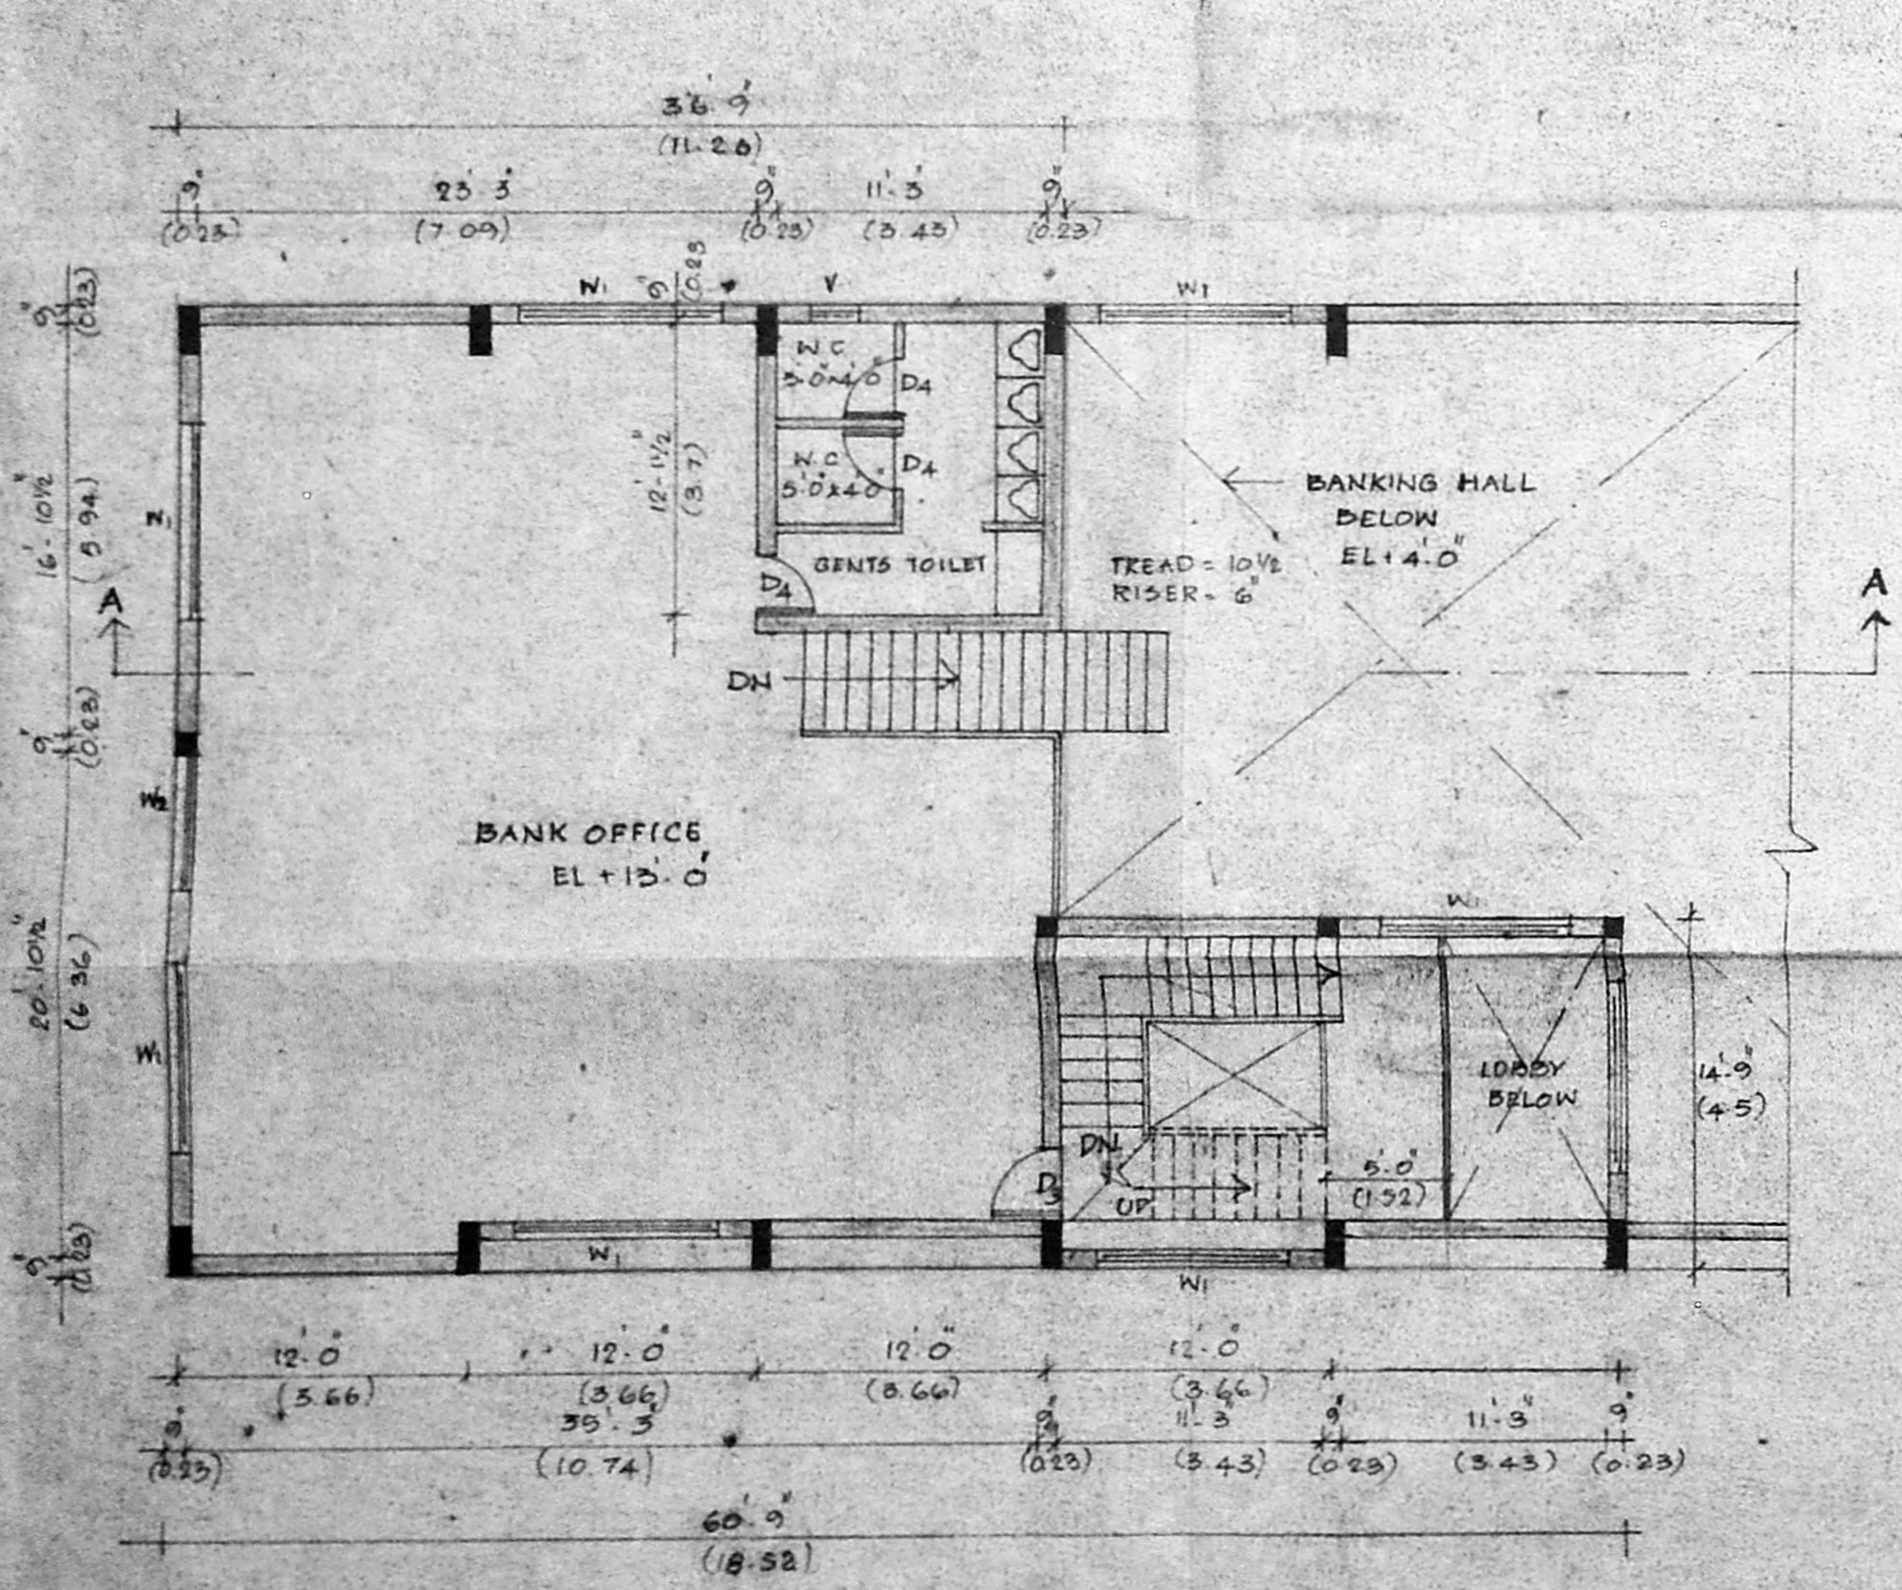 36'-9"
(11.20)
9" 23'-3" 9" 11'-3" 9"
(0.23) (7.09) (0.23) (3.43) (0.23)
9"
(0.23)
9"
(0.23
W1
V
W1
W.C
5'-0"x4'-0"
D4
12'-1½"
(3.7)
W.C
5'-0"x4'-0"
D4
BANKING HALL
BELOW
EL+4'-0"
16'-10½"
(5.94)
W1
GENTS TOILET
TREAD = 10½
RISER = 6"
D4
A
A
DN
9"
(0.23)
W2
BANK OFFICE
EL +13'-0"
W1
20'-10½"
(6.36)
W1
LOBBY
BELOW
14'-9"
(4.5)
DN
D3
UP
5'-0"
(1.52)
9"
(0.23)
W1
W1
12'-0" 12'-0" 12'-0" 12'-0"
(3.66) (3.66) (3.66) (3.66)
9" 35'-3" 9" 11'-3" 9" 11'-3" 9"
(0.23) (10.74) (0.23) (3.43) (0.23) (3.43) (0.23)
60'-9"
(18.52)